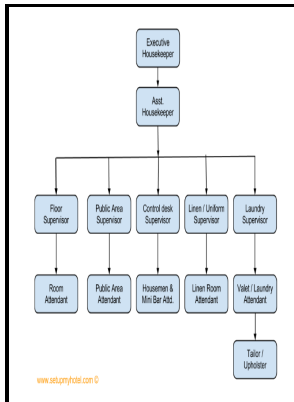 Executive
Housekeeper
Asst.
Housekeeper
Floor
Supervisor
Public Area
Supervisor
Control desk
Supervisor
Linen / Uniform
Supervisor
Laundry
Supervisor
Room
Attendant
Public Area
Attendant
Housemen &
Mini Bar Attd.
Linen Room
Attendant
Valet / Laundry
Attendant
Tailor /
Upholster
www.setupmyhotel.com ©